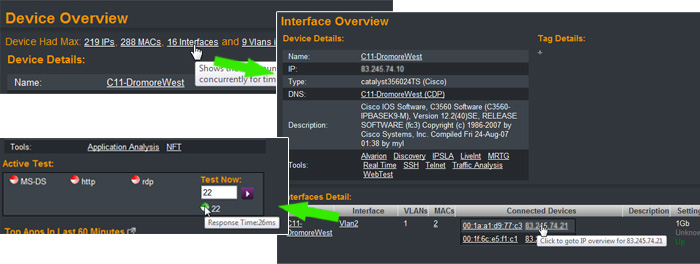 Device Overview
Device Had Max: 219 IPs, 288 MACs, 16 Interfaces and 9 Vlans i
Shows the
concurrently for tim
Device Details:
Name: C11-DromoreWest
Interface Overview
Device Details:
Tag Details:
+
Name: C11-DromoreWest
IP: 83.245.74.10
Type: catalyst356024TS (Cisco)
DNS: C11-DromoreWest (CDP)
Description: Cisco IOS Software, C3560 Software (C3560-
IPBASEK9-M), Version 12.2(40)SE, RELEASE
SOFTWARE (fc3) Copyright (c) 1986-2007 by
Cisco Systems, Inc. Compiled Fri 24-Aug-07
01:38 by myl
Tools: Alvarion Discovery IPSLA LiveInt MRTG
Real Time SSH Telnet Traffic Analysis
WebTest
nterfaces Detail:
Interface VLANs MACs Connected Devices Description Setting
C11-
DromoreWest
Vlan2 1 2 00:1a:a1:d9:77:c3 83.245.74.21 1Gb
Unknow
00:1f:6c:e5:f1:c1 Up
Click to goto IP overview for 83.245.74.21
Tools: Application Analysis NFT
Active Test:
MS-DS http rdp
Test Now:
22
22
Response Time:26ms
Top Apps In Last 60 Minutes